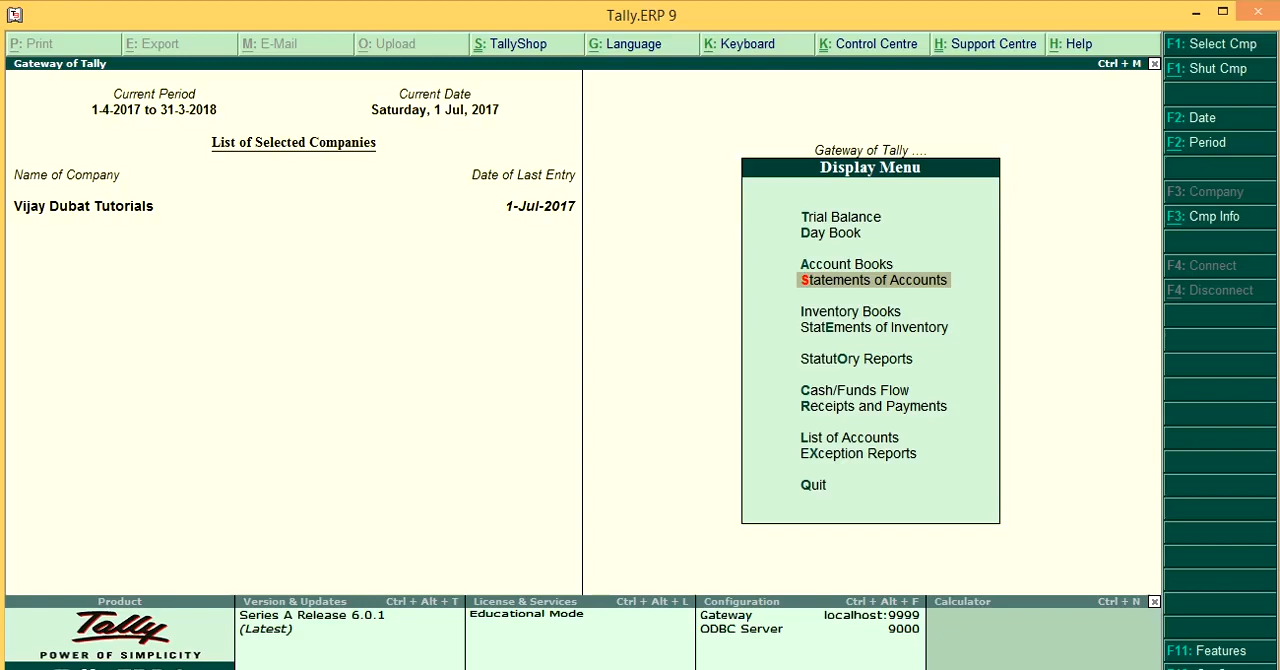 Tally.ERP 9
P: Print E: Export M: E-Mail O: Upload S: TallyShop G: Language K: Keyboard K: Control Centre H: Support Centre H: Help
Gateway of Tally Ctrl + M
Current Period Current Date
1-4-2017 to 31-3-2018 Saturday, 1 Jul, 2017
List of Selected Companies
Name of Company Date of Last Entry
Vijay Dubat Tutorials 1-Jul-2017
Gateway of Tally ....
Display Menu
Trial Balance
Day Book
Account Books
Statements of Accounts
Inventory Books
StatEments of Inventory
StatutOry Reports
Cash/Funds Flow
Receipts and Payments
List of Accounts
EXception Reports
Quit
F1: Select Cmp
F1: Shut Cmp
F2: Date
F2: Period
F3: Company
F3: Cmp Info
F4: Connect
F4: Disconnect
F11: Features
Product
Tally
POWER OF SIMPLICITY
Version & Updates Ctrl + Alt + T
Series A Release 6.0.1
(Latest)
License & Services Ctrl + Alt + L
Educational Mode
Configuration Ctrl + Alt + F
Gateway localhost:9999
ODBC Server 9000
Calculator Ctrl + N